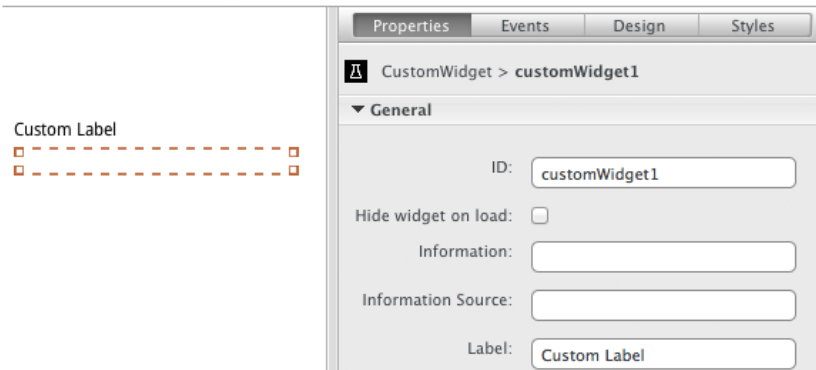 Properties Events Design Styles
CustomWidget > customWidget1
General
Custom Label
ID: customWidget1
Hide widget on load:
Information:
Information Source:
Label: Custom Label